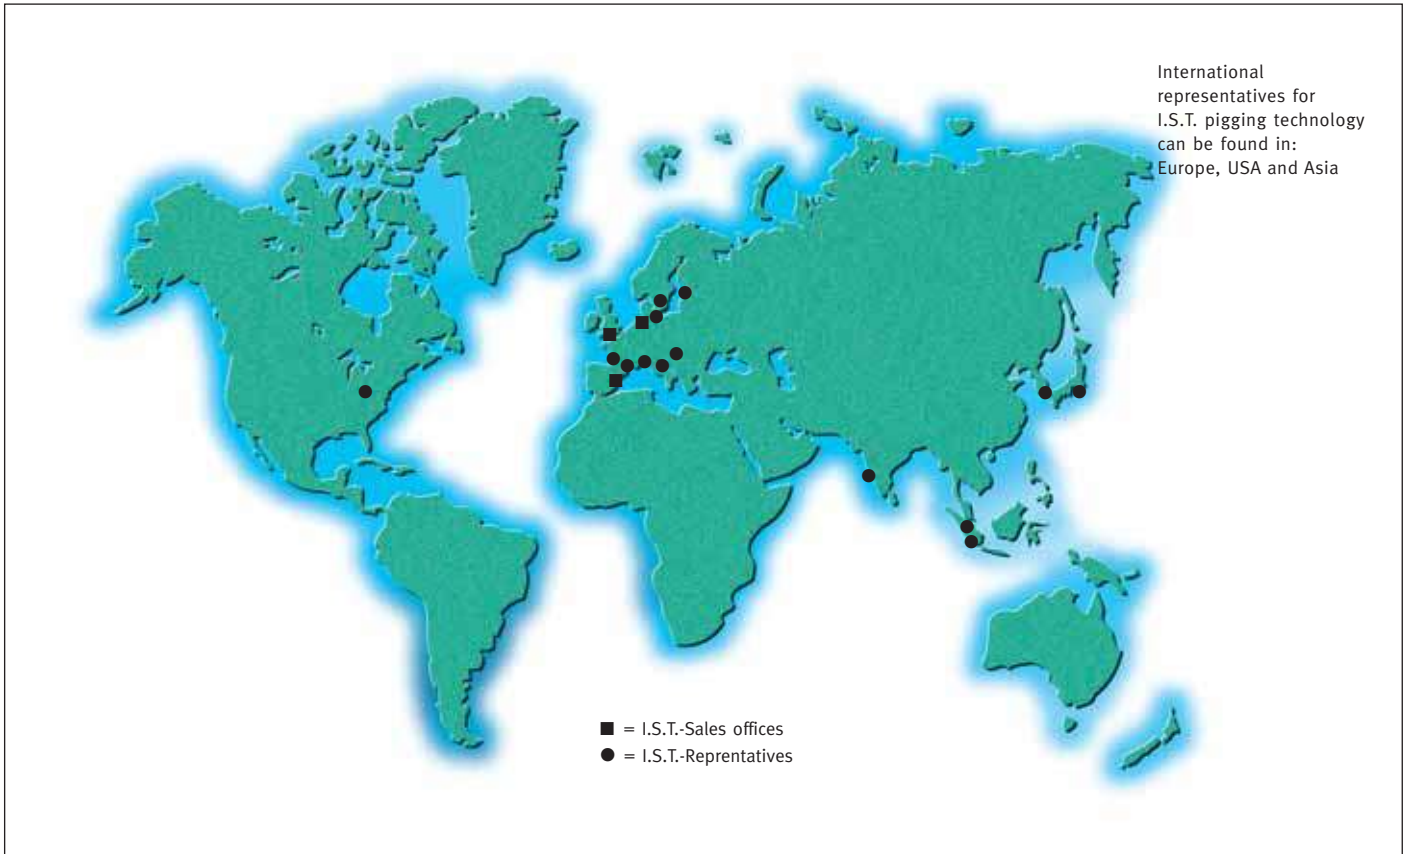 International
representatives for
I.S.T. pigging technology
can be found in:
Europe, USA and Asia
■ = I.S.T.-Sales offices
● = I.S.T.-Reprentatives